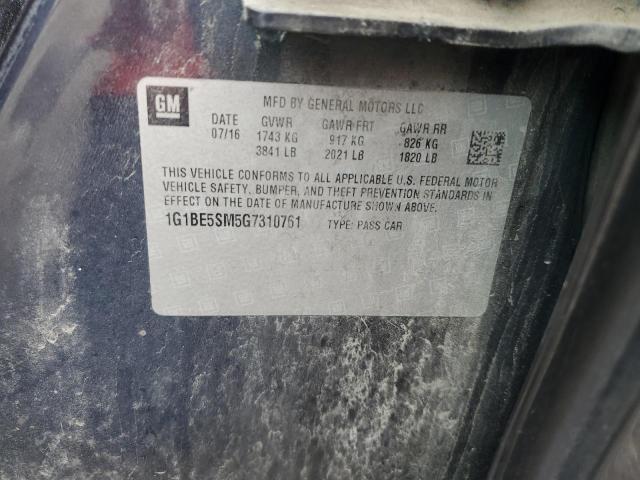 GM
MFD BY GENERAL MOTORS LLC
DATE GVWR GAWR FRT GAWR RR
07/16 1743 KG 917 KG 826 KG
3841 LB 2021 LB 1820 LB
THIS VEHICLE CONFORMS TO ALL APPLICABLE U.S. FEDERAL MOTOR
VEHICLE SAFETY, BUMPER, AND THEFT PREVENTION STANDARDS IN
EFFECT ON THE DATE OF MANUFACTURE SHOWN ABOVE.
1G1BE5SM5G7310761 TYPE: PASS CAR